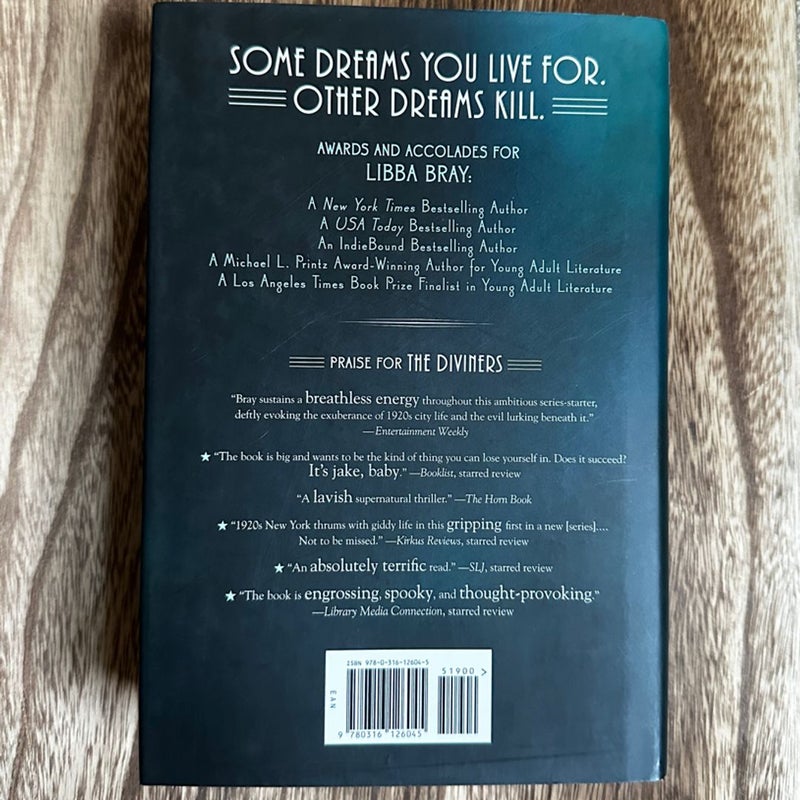 SOME DREAMS YOU LIVE FOR.
OTHER DREAMS KILL.
AWARDS AND ACCOLADES FOR
LIBBA BRAY:
A New York Times Bestselling Author
A USA Today Bestselling Author
An IndieBound Bestselling Author
A Michael L. Printz Award-Winning Author for Young Adult Literature
A Los Angeles Times Book Prize Finalist in Young Adult Literature
PRAISE FOR THE DIVINERS
“Bray sustains a breathless energy throughout this ambitious series-starter,
deftly evoking the exuberance of 1920s city life and the evil lurking beneath it.”
—Entertainment Weekly
★ “The book is big and wants to be the kind of thing you can lose yourself in. Does it succeed?
It’s jake, baby.” —Booklist, starred review
“A lavish supernatural thriller.” —The Horn Book
★ “1920s New York thrums with giddy life in this gripping first in a new [series]....
Not to be missed.” —Kirkus Reviews, starred review
★ “An absolutely terrific read.” —SLJ, starred review
★ “The book is engrossing, spooky, and thought-provoking.”
—Library Media Connection, starred review
ISBN 978-0-316-12604-5
51900 >
EAN
9 780316 126045